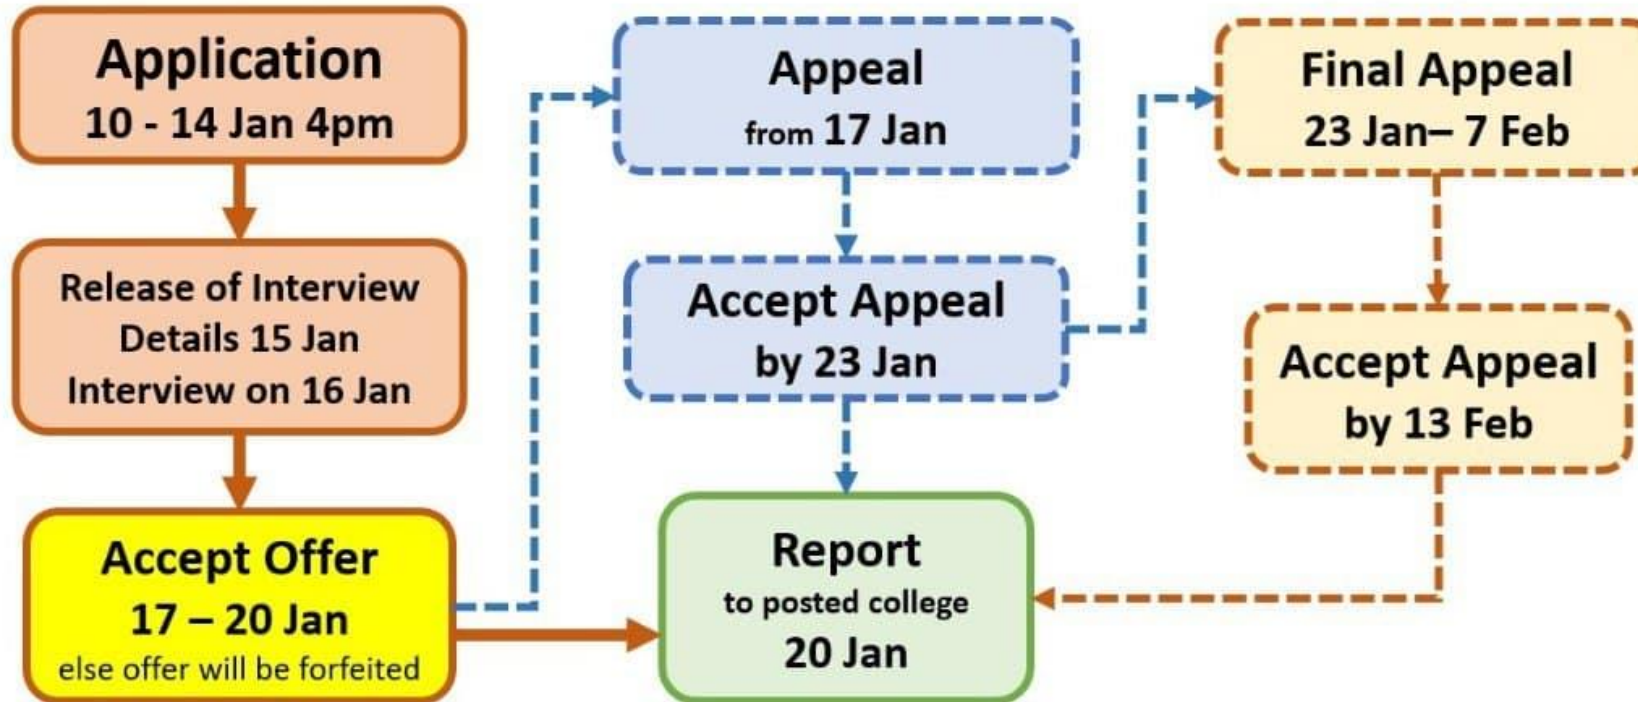 Application
10 - 14 Jan 4pm
Release of Interview
Details 15 Jan
Interview on 16 Jan
Accept Offer
17 – 20 Jan
else offer will be forfeited
Appeal
from 17 Jan
Accept Appeal
by 23 Jan
Report
to posted college
20 Jan
Final Appeal
23 Jan– 7 Feb
Accept Appeal
by 13 Feb